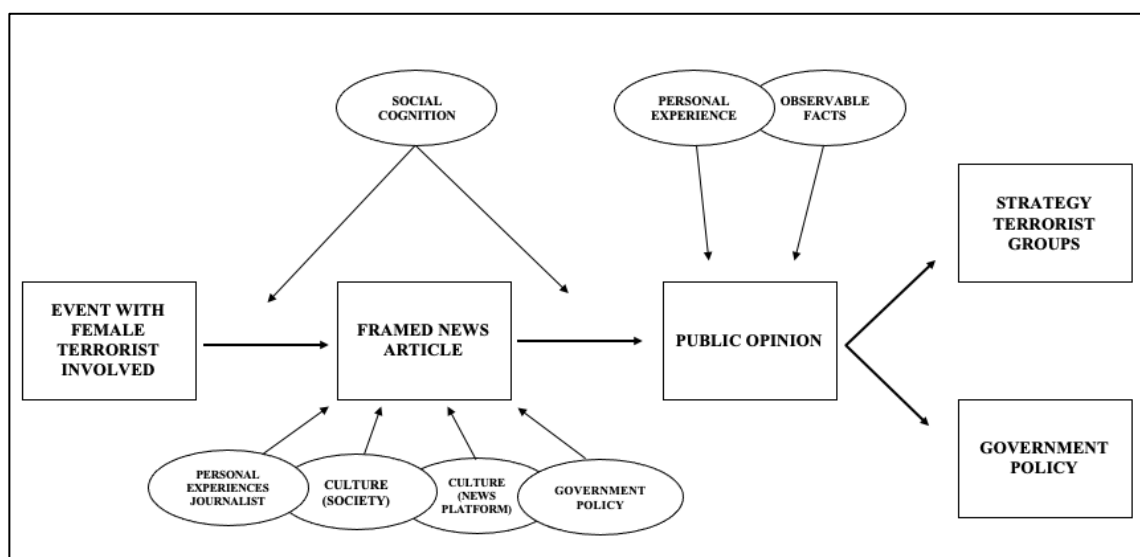 SOCIAL
COGNITION
PERSONAL
EXPERIENCE
OBSERVABLE
FACTS
STRATEGY
TERRORIST
GROUPS
EVENT WITH
FEMALE
TERRORIST
INVOLVED
FRAMED NEWS
ARTICLE
PUBLIC OPINION
PERSONAL
EXPERIENCES
JOURNALIST
CULTURE
(SOCIETY)
CULTURE
(NEWS
PLATFORM)
GOVERNMENT
POLICY
GOVERNMENT
POLICY